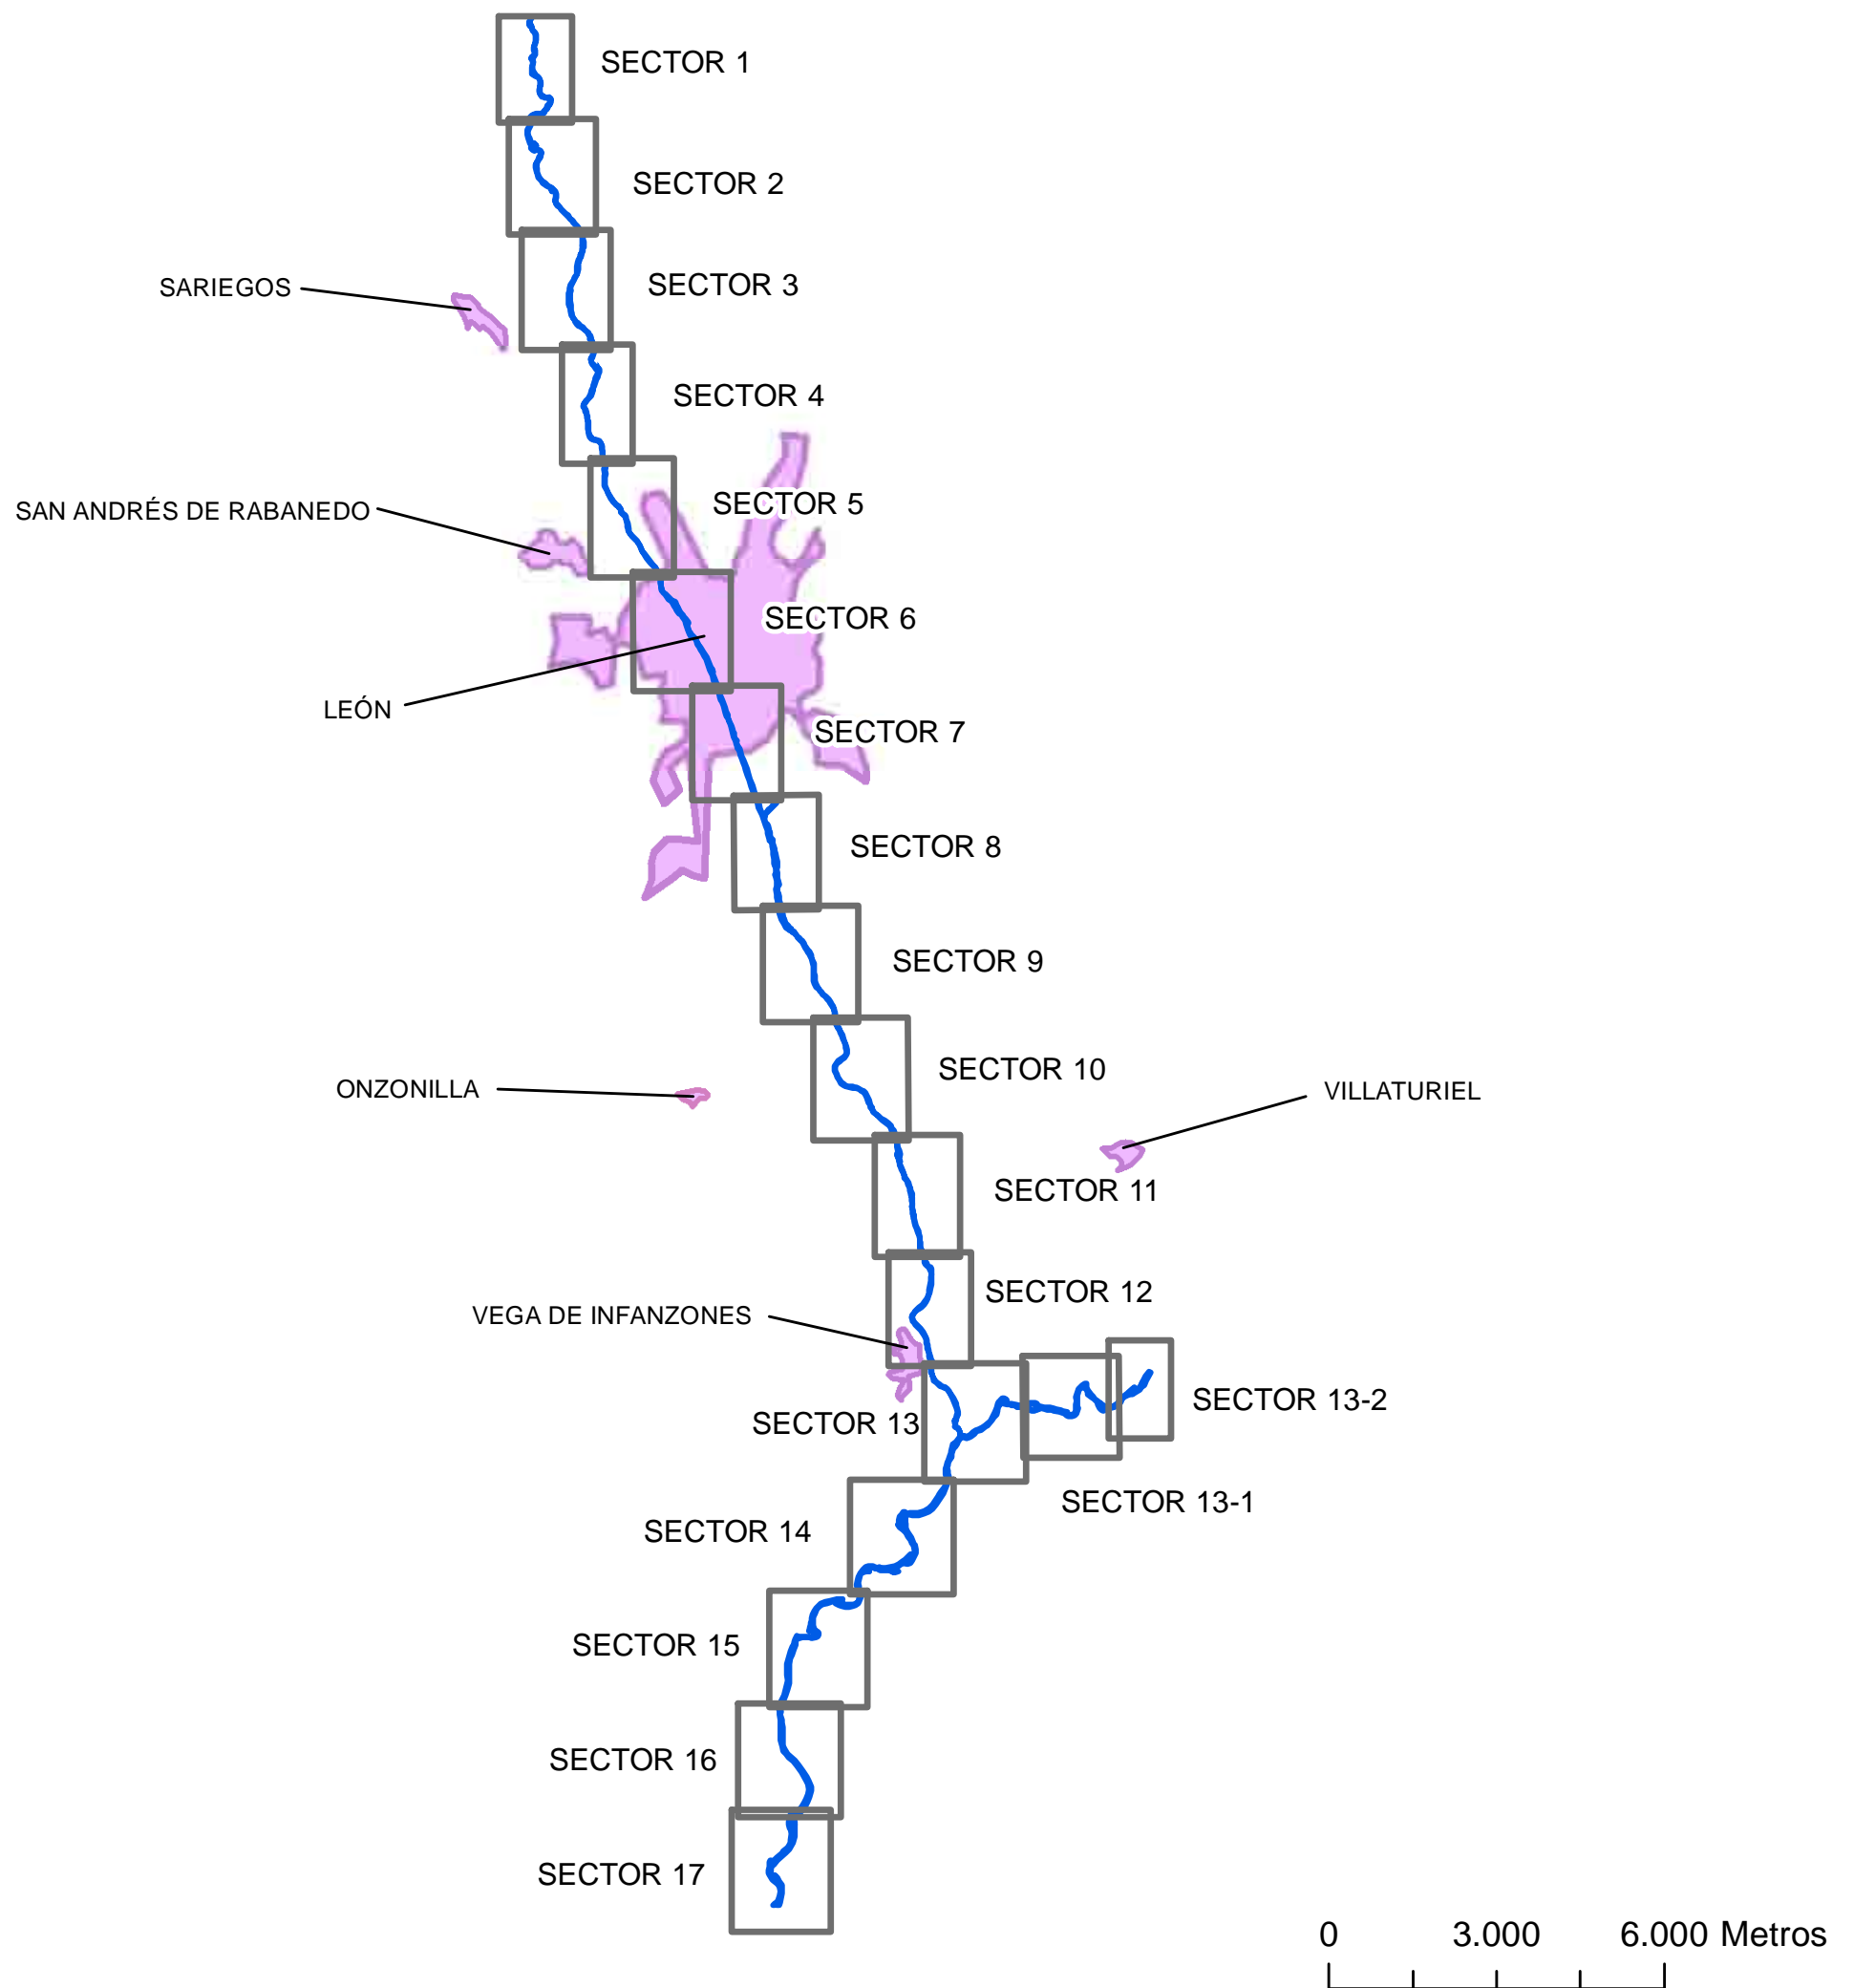 SECTOR 1
SECTOR 2
SARIEGOS
SECTOR 3
SECTOR 4
SECTOR 5
SAN ANDRÉS DE RABANEDO
SECTOR 6
LEÓN
SECTOR 7
SECTOR 8
SECTOR 9
SECTOR 10
ONZONILLA
VILLATURIEL
SECTOR 11
SECTOR 12
VEGA DE INFANZONES
SECTOR 13-2
SECTOR 13
SECTOR 13-1
SECTOR 14
SECTOR 15
SECTOR 16
SECTOR 17
0 3.000 6.000 Metros